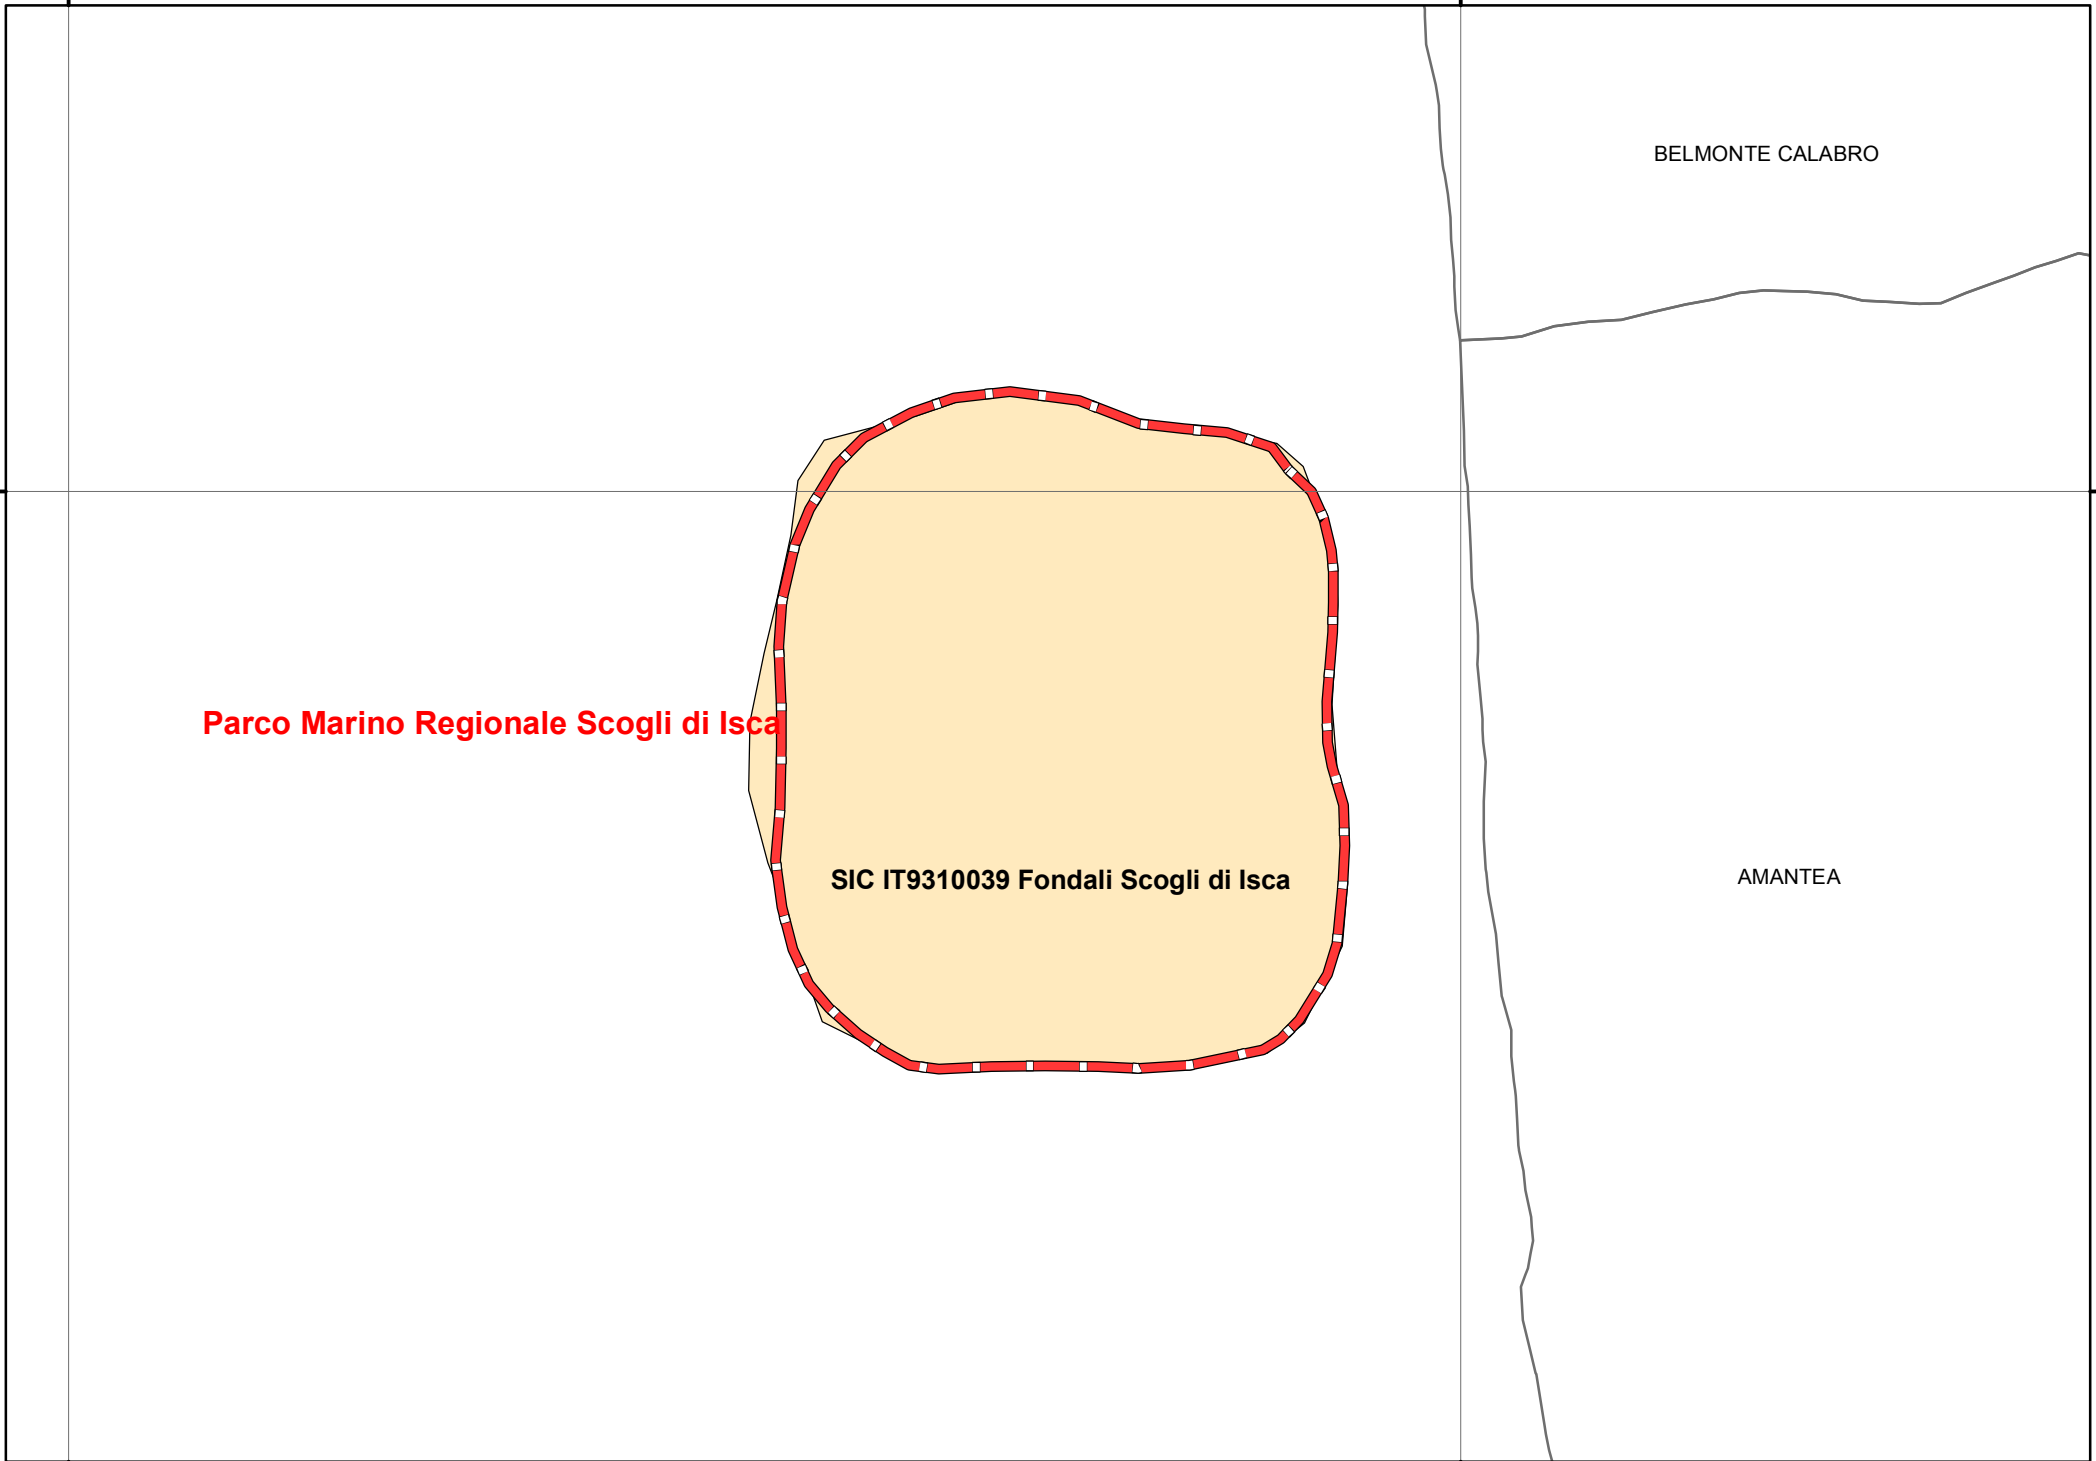 BELMONTE CALABRO
Parco Marino Regionale Scogli di Isca
SIC IT9310039 Fondali Scogli di Isca
AMANTEA